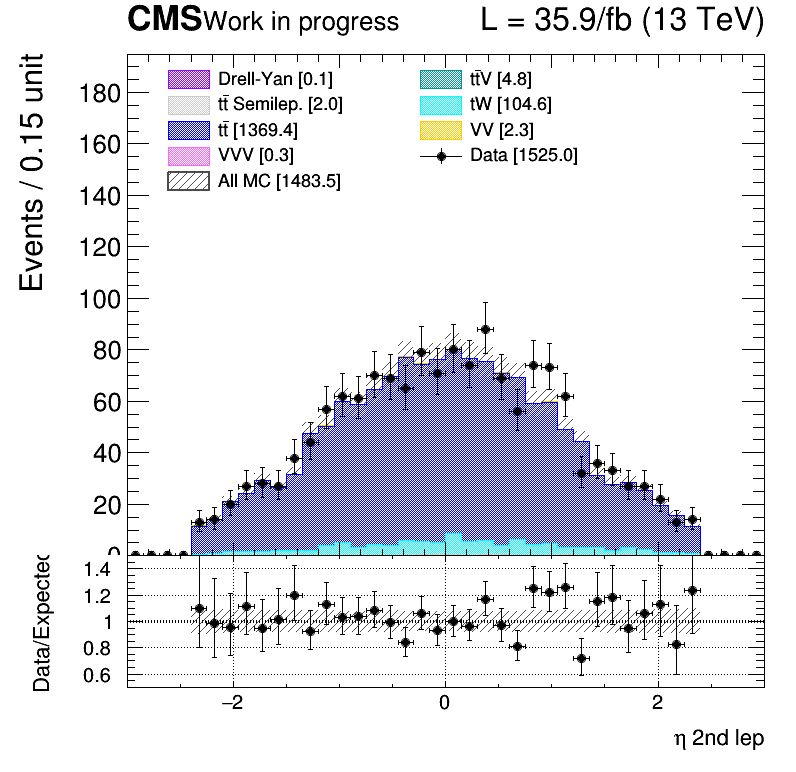 CMS Work in progress L = 35.9/fb (13 TeV)
Events / 0.15 unit
Drell-Yan [0.1]
tt̄ Semilep. [2.0]
tt̄ [1369.4]
VVV [0.3]
All MC [1483.5]
tt̄V [4.8]
tW [104.6]
VV [2.3]
Data [1525.0]
180
160
140
120
100
80
60
40
20
0
Data/Expected
1.4
1.2
1
0.8
0.6
−2 0 2
η 2nd lep